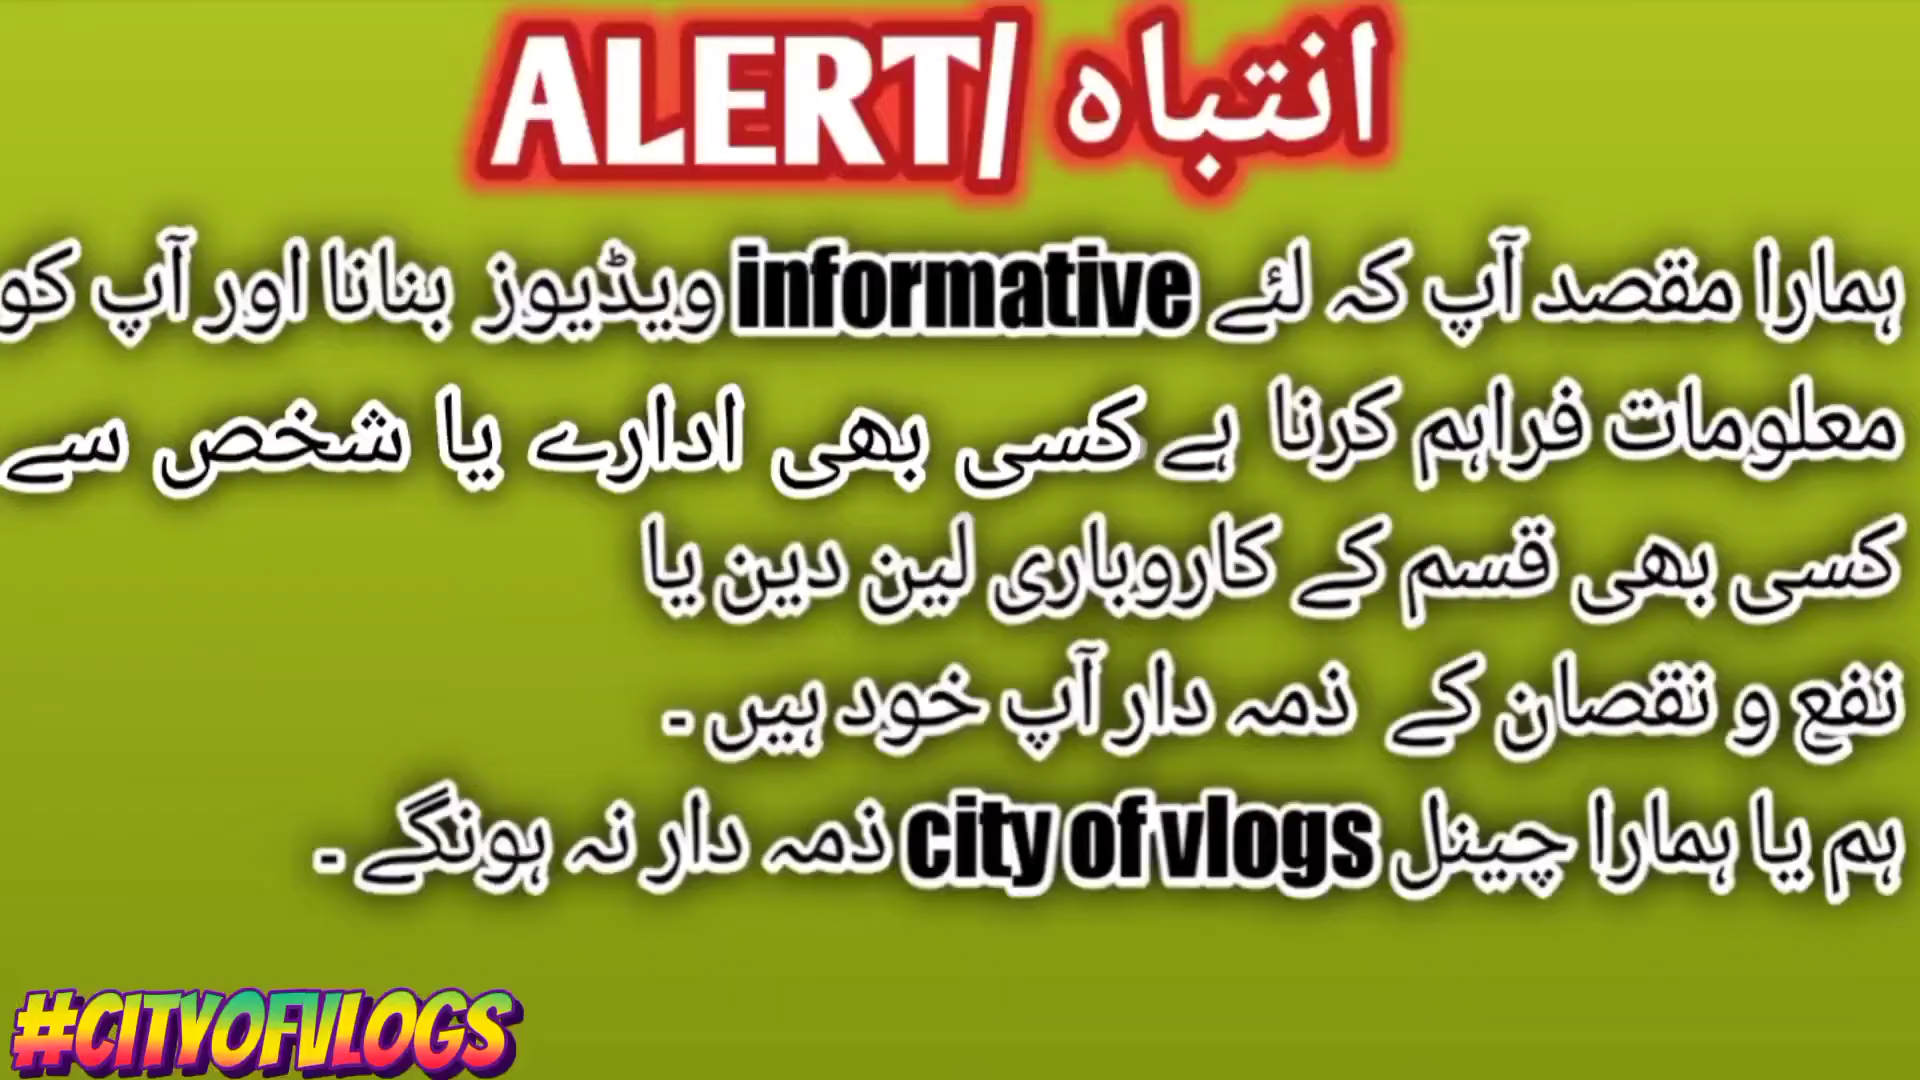 انتباہ /ALERT
ہمارا مقصد آپ کہ لئے informative ویڈیوز بنانا اور آپ کو
معلومات فراہم کرنا ہے کسی بھی ادارے یا شخص سے
کسی بھی قسم کے کاروباری لین دین یا
نفع و نقصان کے ذمہ دار آپ خود ہیں ۔
ہم یا ہمارا چینل city of vlogs ذمہ دار نہ ہونگے ۔
#CITYOFVLOGS